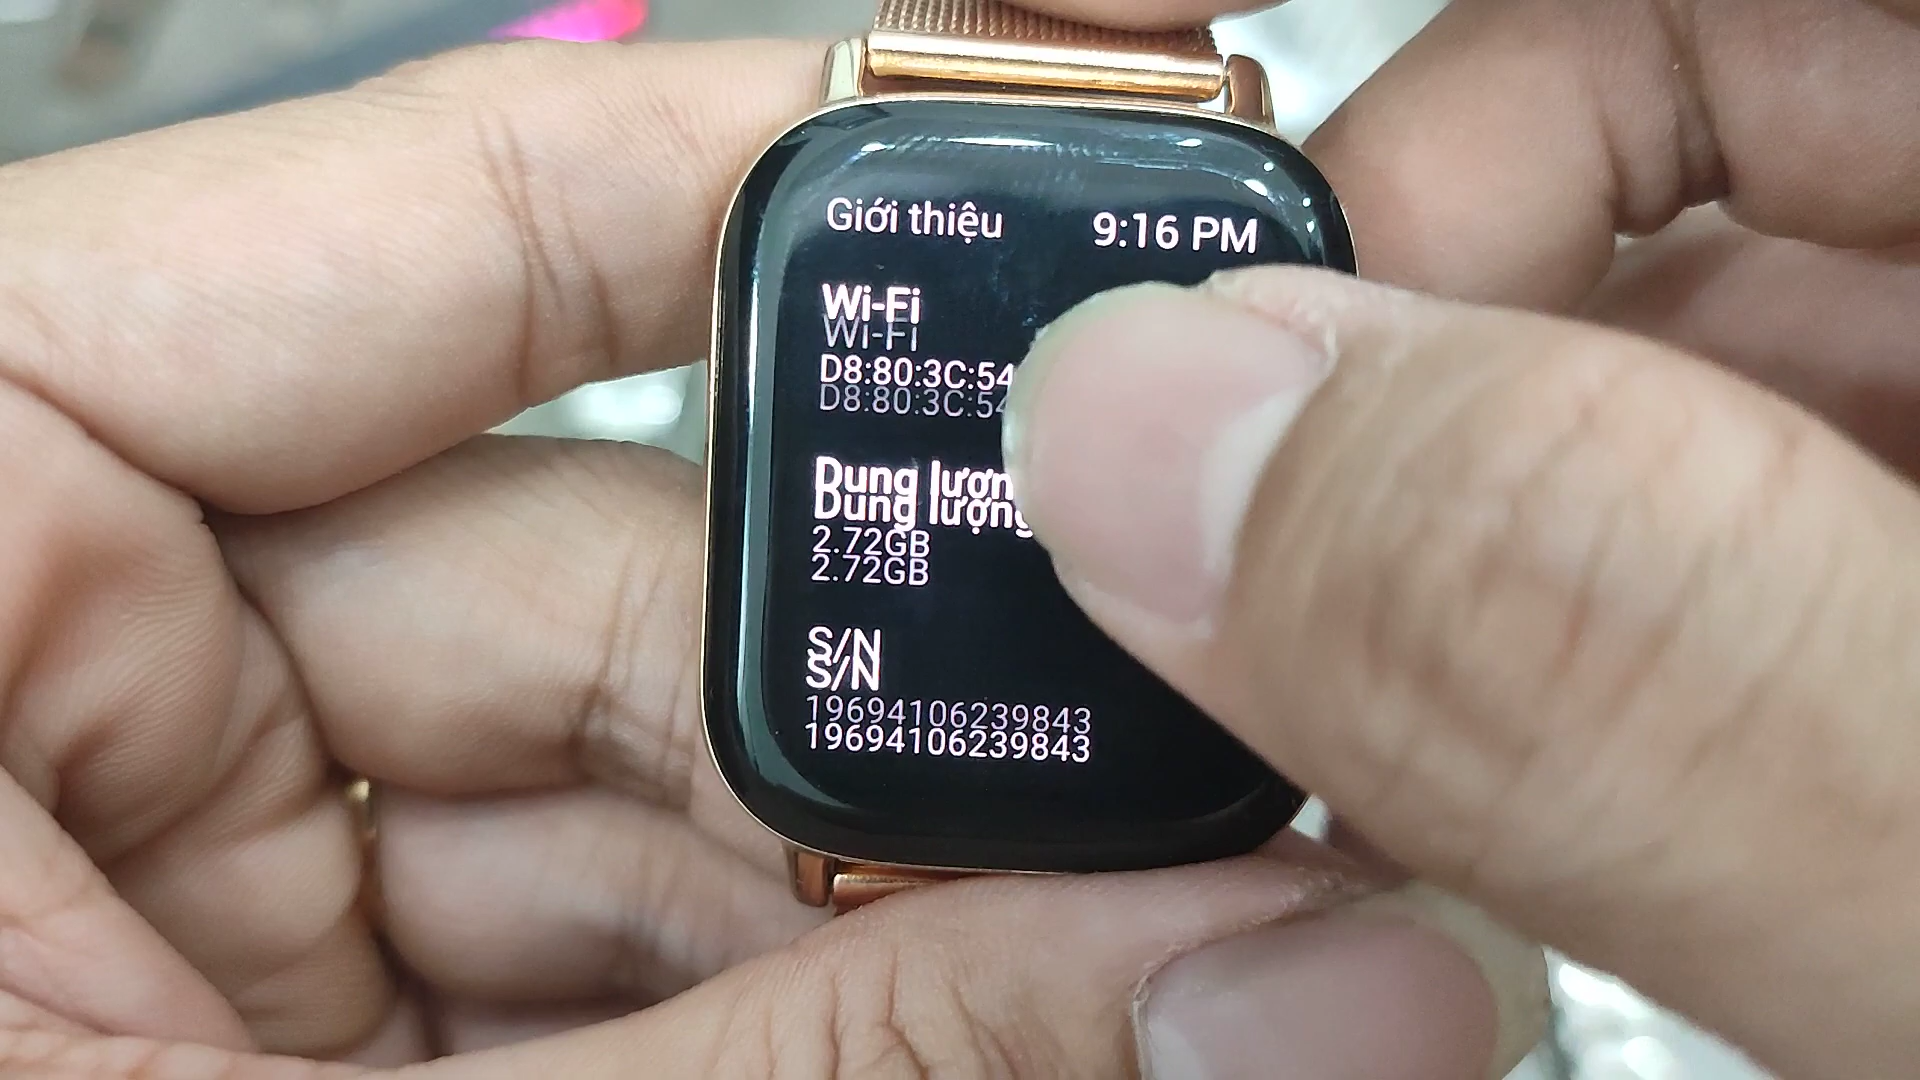 Giới thiệu 9:16 PM
Wi-Fi
Wi-Fi
D8:80:3C:54
D8:80:3C:54
Dung lượn
Dung lượng
2.72GB
2.72GB
S/N
S/N
19694106239843
19694106239843